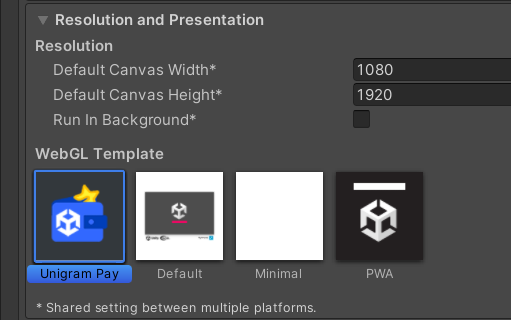 Resolution and Presentation
Resolution
Default Canvas Width*
1080
Default Canvas Height*
1920
Run In Background*
WebGL Template
Unigram Pay
Default
Minimal
PWA
* Shared setting between multiple platforms.